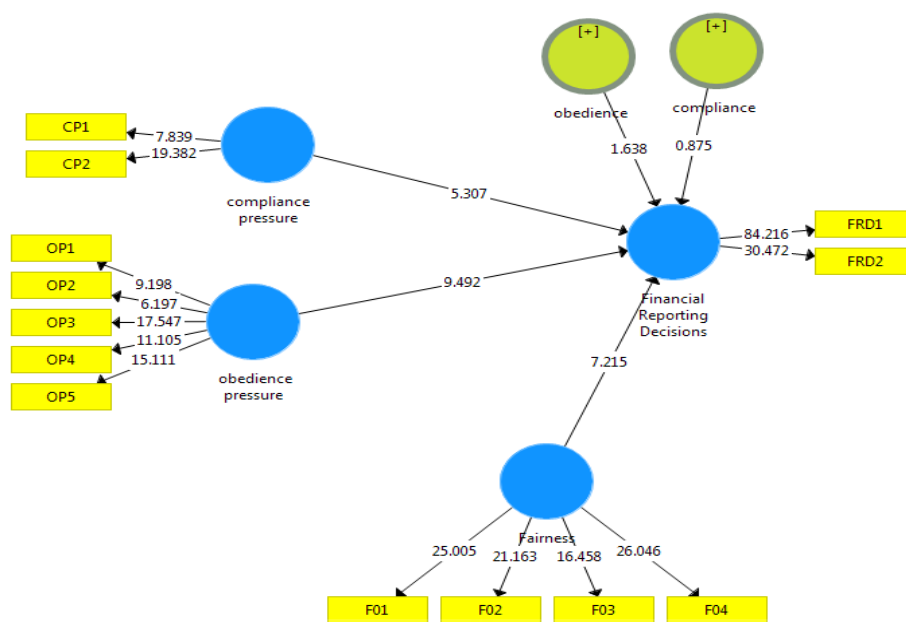 [+]
[+]
obedience
compliance
CP1
7.839
CP2
19.382
compliance
pressure
1.638
0.875
5.307
FRD1
84.216
FRD2
30.472
Financial
Reporting
Decisions
OP1
9.198
OP2
6.197
OP3
17.547
OP4
11.105
OP5
15.111
obedience
pressure
9.492
7.215
Fairness
25.005
21.163
16.458
26.046
F01
F02
F03
F04